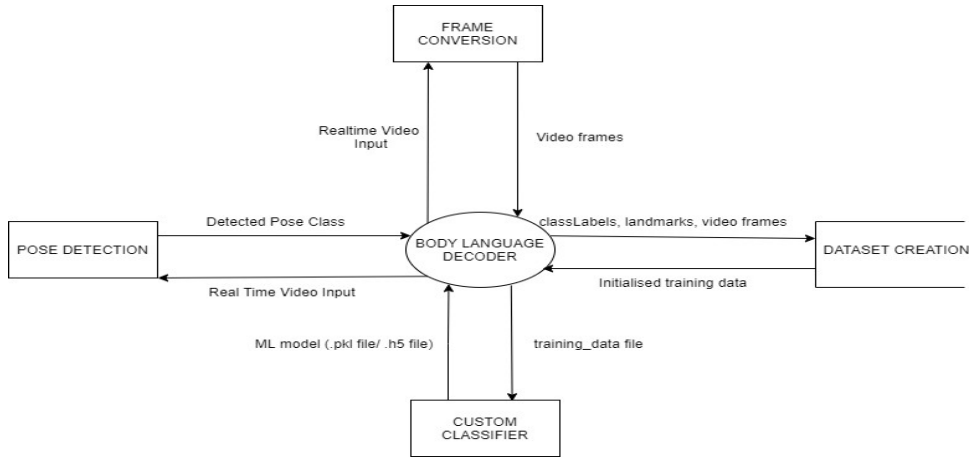 FRAME
CONVERSION
Realtime Video
Input
Video frames
Detected Pose Class
classLabels, landmarks, video frames
POSE DETECTION
BODY LANGUAGE
DECODER
DATASET CREATION
Real Time Video Input
Initialised training data
ML model (.pkl file/ .h5 file)
training_data file
CUSTOM
CLASSIFIER